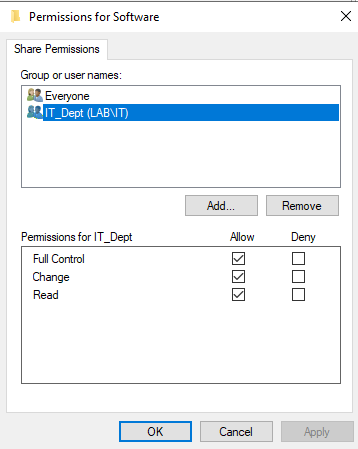 Permissions for Software
Share Permissions
Group or user names:
Everyone
IT_Dept (LAB\IT)
Add...
Remove
Permissions for IT_Dept
Allow
Deny
Full Control
Change
Read
OK
Cancel
Apply